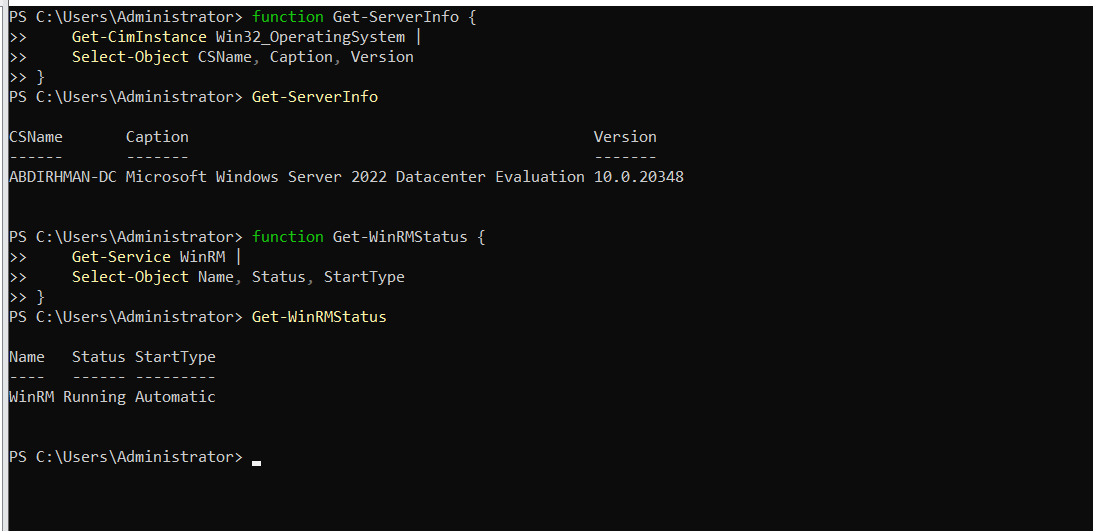 PS C:\Users\Administrator> function Get-ServerInfo {
>>     Get-CimInstance Win32_OperatingSystem |
>>     Select-Object CSName, Caption, Version
>> }
PS C:\Users\Administrator> Get-ServerInfo
CSName       Caption                                             Version
------       -------                                             -------
ABDIRHMAN-DC Microsoft Windows Server 2022 Datacenter Evaluation 10.0.20348
PS C:\Users\Administrator> function Get-WinRMStatus {
>>     Get-Service WinRM |
>>     Select-Object Name, Status, StartType
>> }
PS C:\Users\Administrator> Get-WinRMStatus
Name   Status StartType
----   ------ ---------
WinRM Running Automatic
PS C:\Users\Administrator>